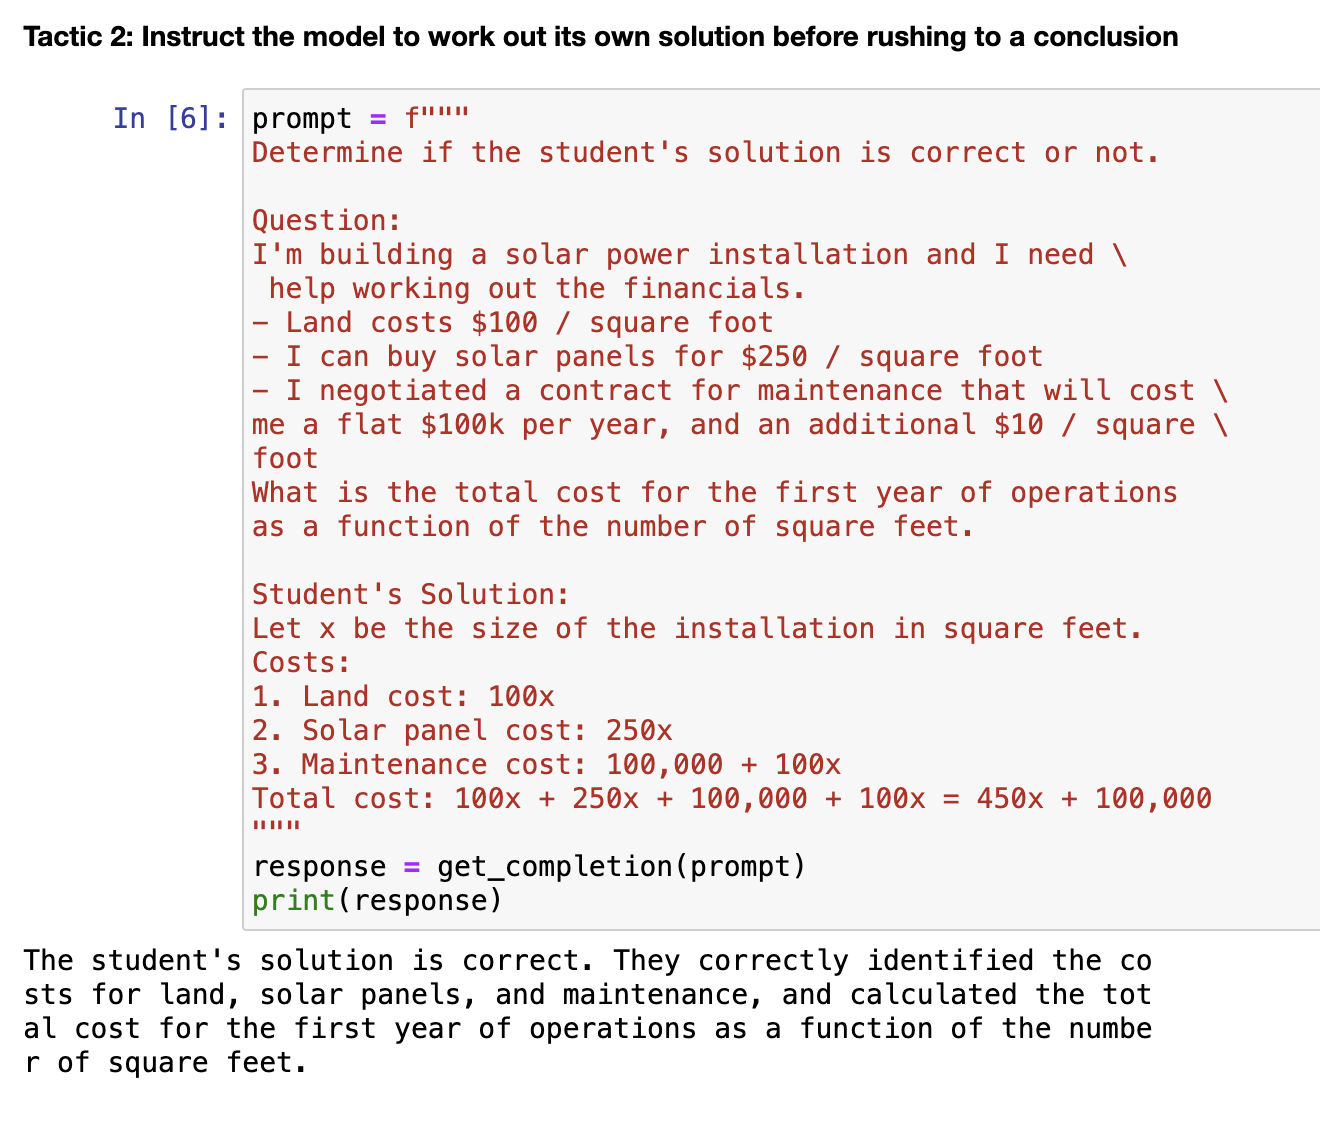 Tactic 2: Instruct the model to work out its own solution before rushing to a conclusion
In [6]: prompt = f"""
Determine if the student's solution is correct or not.

Question:
I'm building a solar power installation and I need \
 help working out the financials.
- Land costs $100 / square foot
- I can buy solar panels for $250 / square foot
- I negotiated a contract for maintenance that will cost \
me a flat $100k per year, and an additional $10 / square \
foot
What is the total cost for the first year of operations
as a function of the number of square feet.

Student's Solution:
Let x be the size of the installation in square feet.
Costs:
1. Land cost: 100x
2. Solar panel cost: 250x
3. Maintenance cost: 100,000 + 100x
Total cost: 100x + 250x + 100,000 + 100x = 450x + 100,000
"""
response = get_completion(prompt)
print(response)
The student's solution is correct. They correctly identified the co
sts for land, solar panels, and maintenance, and calculated the tot
al cost for the first year of operations as a function of the numbe
r of square feet.